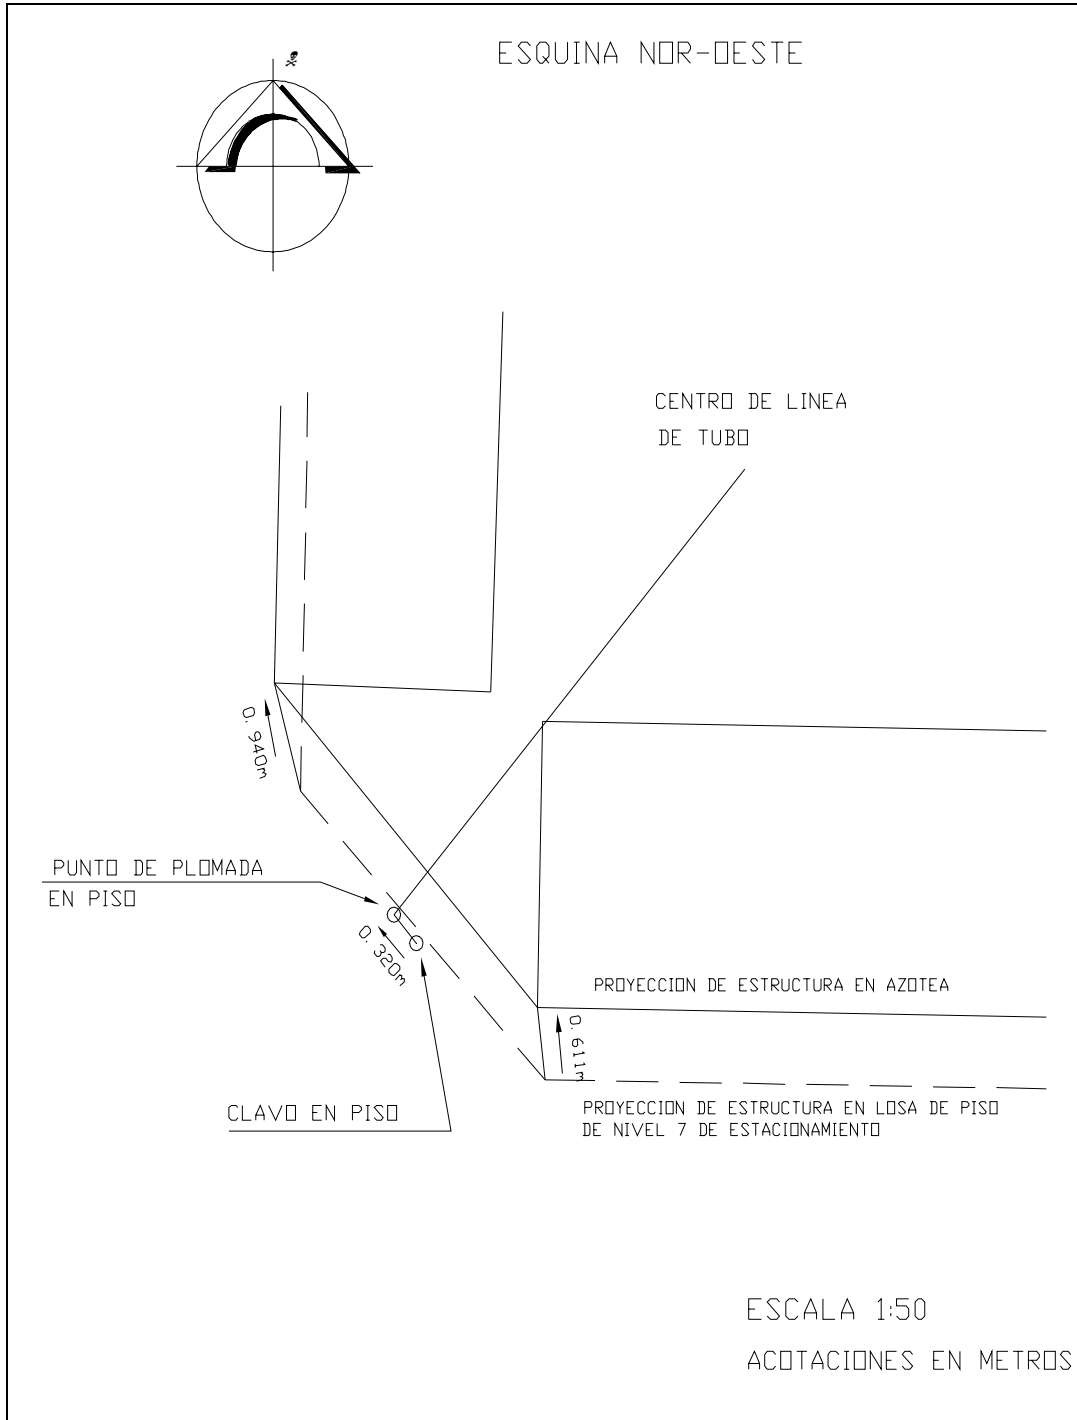 ESQUINA NOR-OESTE
CENTRO DE LINEA
DE TUBO
0.940m
PUNTO DE PLOMADA
EN PISO
0.320m
PROYECCION DE ESTRUCTURA EN AZOTEA
0.611m
CLAVO EN PISO
PROYECCION DE ESTRUCTURA EN LOSA DE PISO
DE NIVEL 7 DE ESTACIONAMIENTO
ESCALA 1:50
ACOTACIONES EN METROS